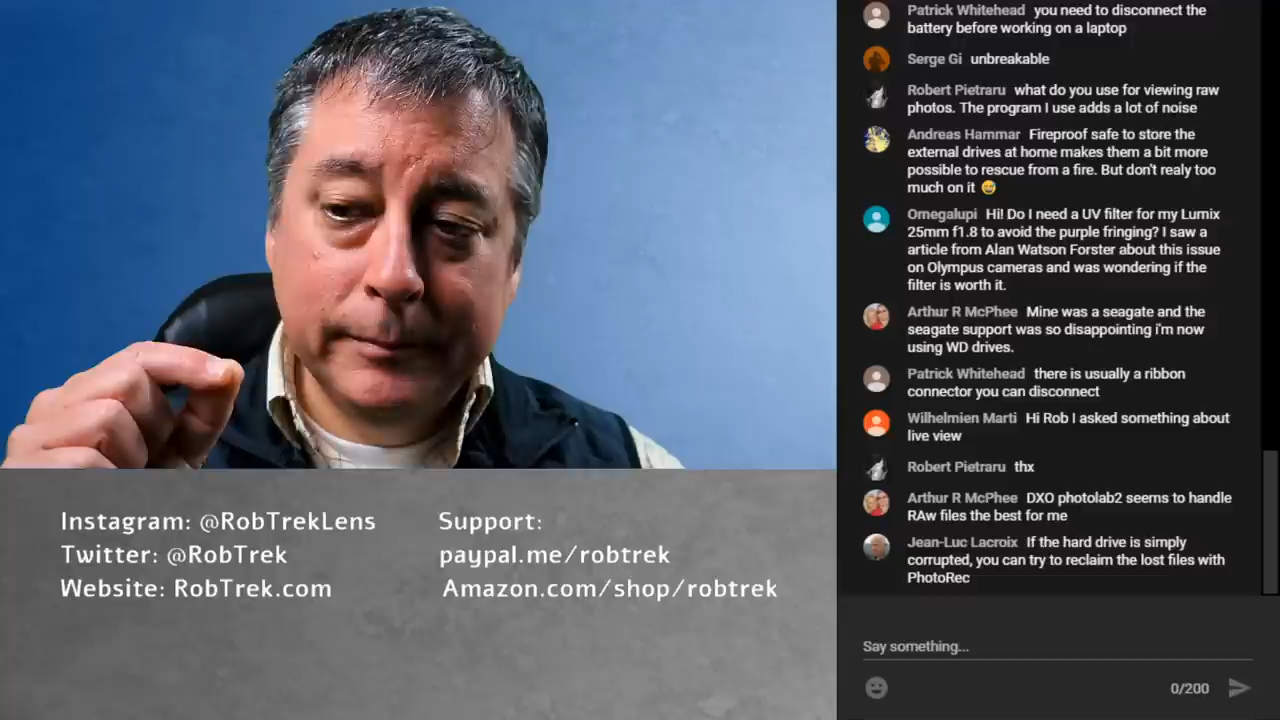 Instagram: @RobTrekLens
Twitter: @RobTrek
Website: RobTrek.com
Support:
paypal.me/robtrek
Amazon.com/shop/robtrek
Patrick Whitehead you need to disconnect the
battery before working on a laptop
Serge Gi unbreakable
Robert Pietraru what do you use for viewing raw
photos. The program I use adds a lot of noise
Andreas Hammar Fireproof safe to store the
external drives at home makes them a bit more
possible to rescue from a fire. But don't realy too
much on it 😅
Omegalupi Hi! Do I need a UV filter for my Lumix
25mm f1.8 to avoid the purple fringing? I saw a
article from Alan Watson Forster about this issue
on Olympus cameras and was wondering if the
filter is worth it.
Arthur R McPhee Mine was a seagate and the
seagate support was so disappointing i'm now
using WD drives.
Patrick Whitehead there is usually a ribbon
connector you can disconnect
Wilhelmien Marti Hi Rob I asked something about
live view
Robert Pietraru thx
Arthur R McPhee DXO photolab2 seems to handle
RAw files the best for me
Jean-Luc Lacroix If the hard drive is simply
corrupted, you can try to reclaim the lost files with
PhotoRec
Say something...
0/200